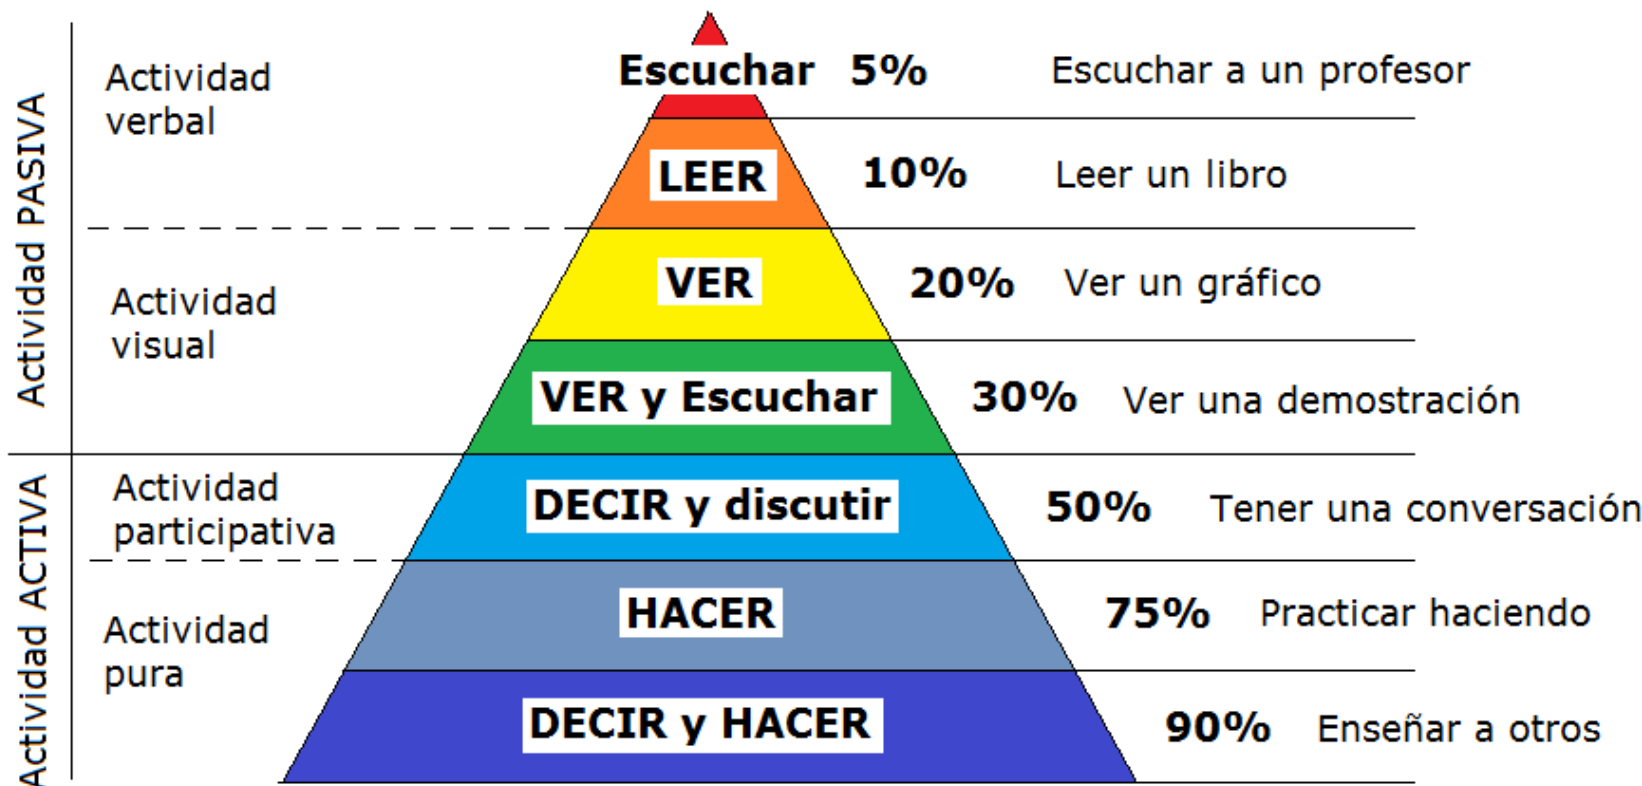 Actividad PASIVA
Actividad
verbal
Escuchar 5% Escuchar a un profesor
LEER 10% Leer un libro
Actividad
visual
VER 20% Ver un gráfico
VER y Escuchar 30% Ver una demostración
Actividad ACTIVA
Actividad
participativa
DECIR y discutir 50% Tener una conversación
Actividad
pura
HACER 75% Practicar haciendo
DECIR y HACER 90% Enseñar a otros